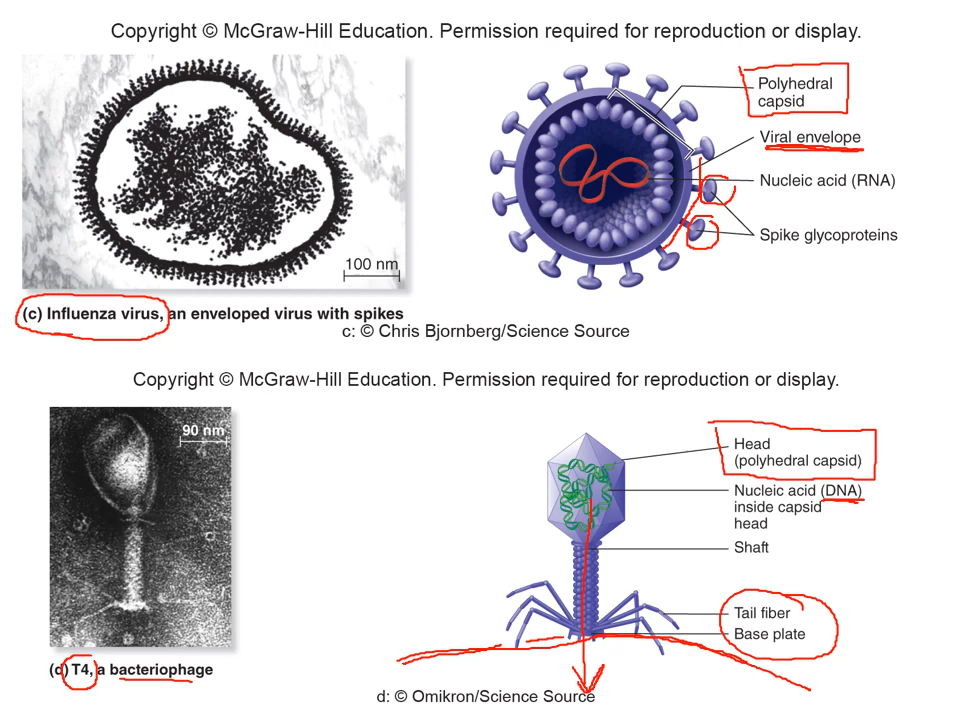 Copyright © McGraw-Hill Education. Permission required for reproduction or display.
Polyhedral
capsid
Viral envelope
Nucleic acid (RNA)
Spike glycoproteins
100 nm
(c) Influenza virus, an enveloped virus with spikes
c: © Chris Bjornberg/Science Source
Copyright © McGraw-Hill Education. Permission required for reproduction or display.
90 nm
Head
(polyhedral capsid)
Nucleic acid (DNA)
inside capsid
head
Shaft
Tail fiber
Base plate
(d) T4, a bacteriophage
d: © Omikron/Science Source